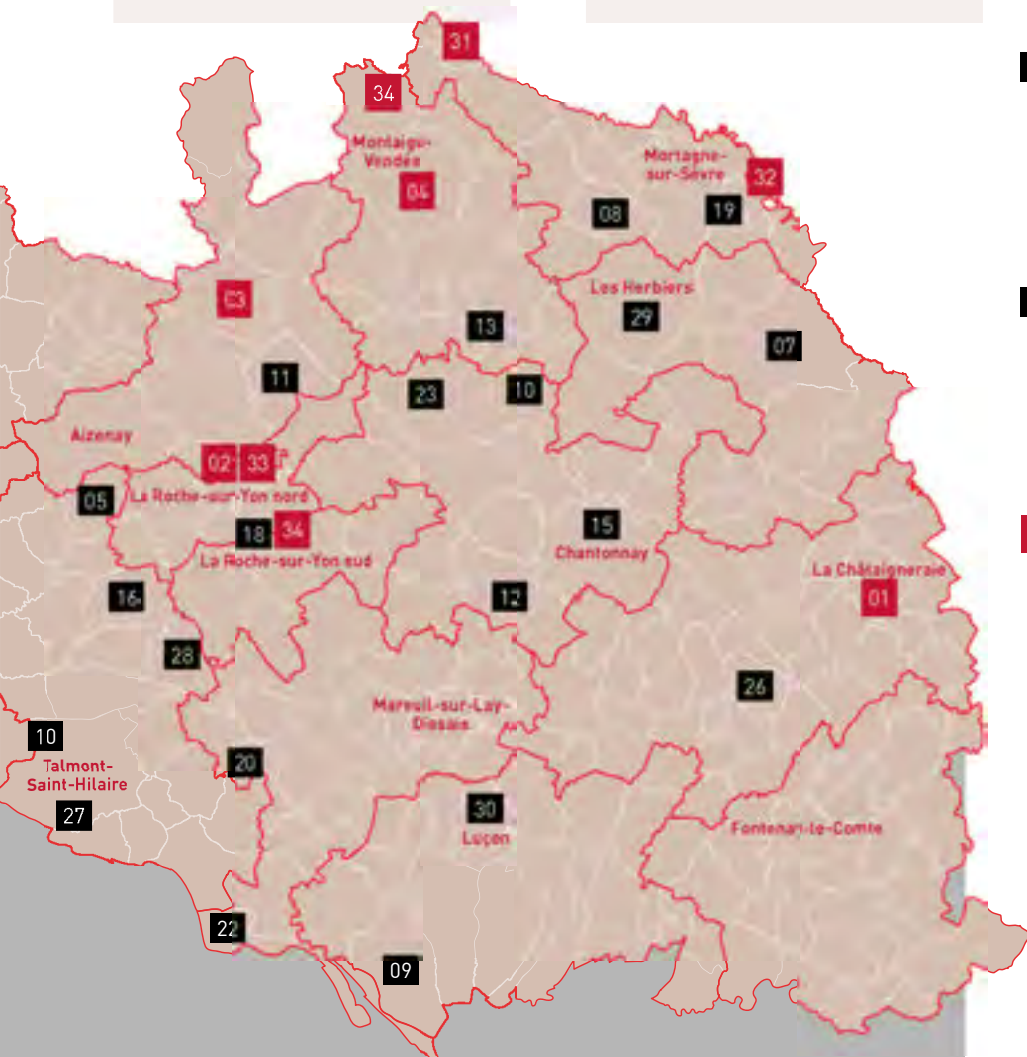 31
34
Montaigu-
Vendée
04
Mortagne-
sur-Sèvre
32
08
19
03
Les Herbiers
29
13
07
11
23
10
Aizenay
02
33
05
La Roche-sur-Yon nord
18
34
La Roche-sur-Yon sud
15
Chantonnay
La Châtaigneraie
01
16
12
28
26
Mareuil-sur-Lay-
Dissais
10
Talmont-
Saint-Hilaire
27
20
30
Luçon
Fontenay-le-Comte
22
09